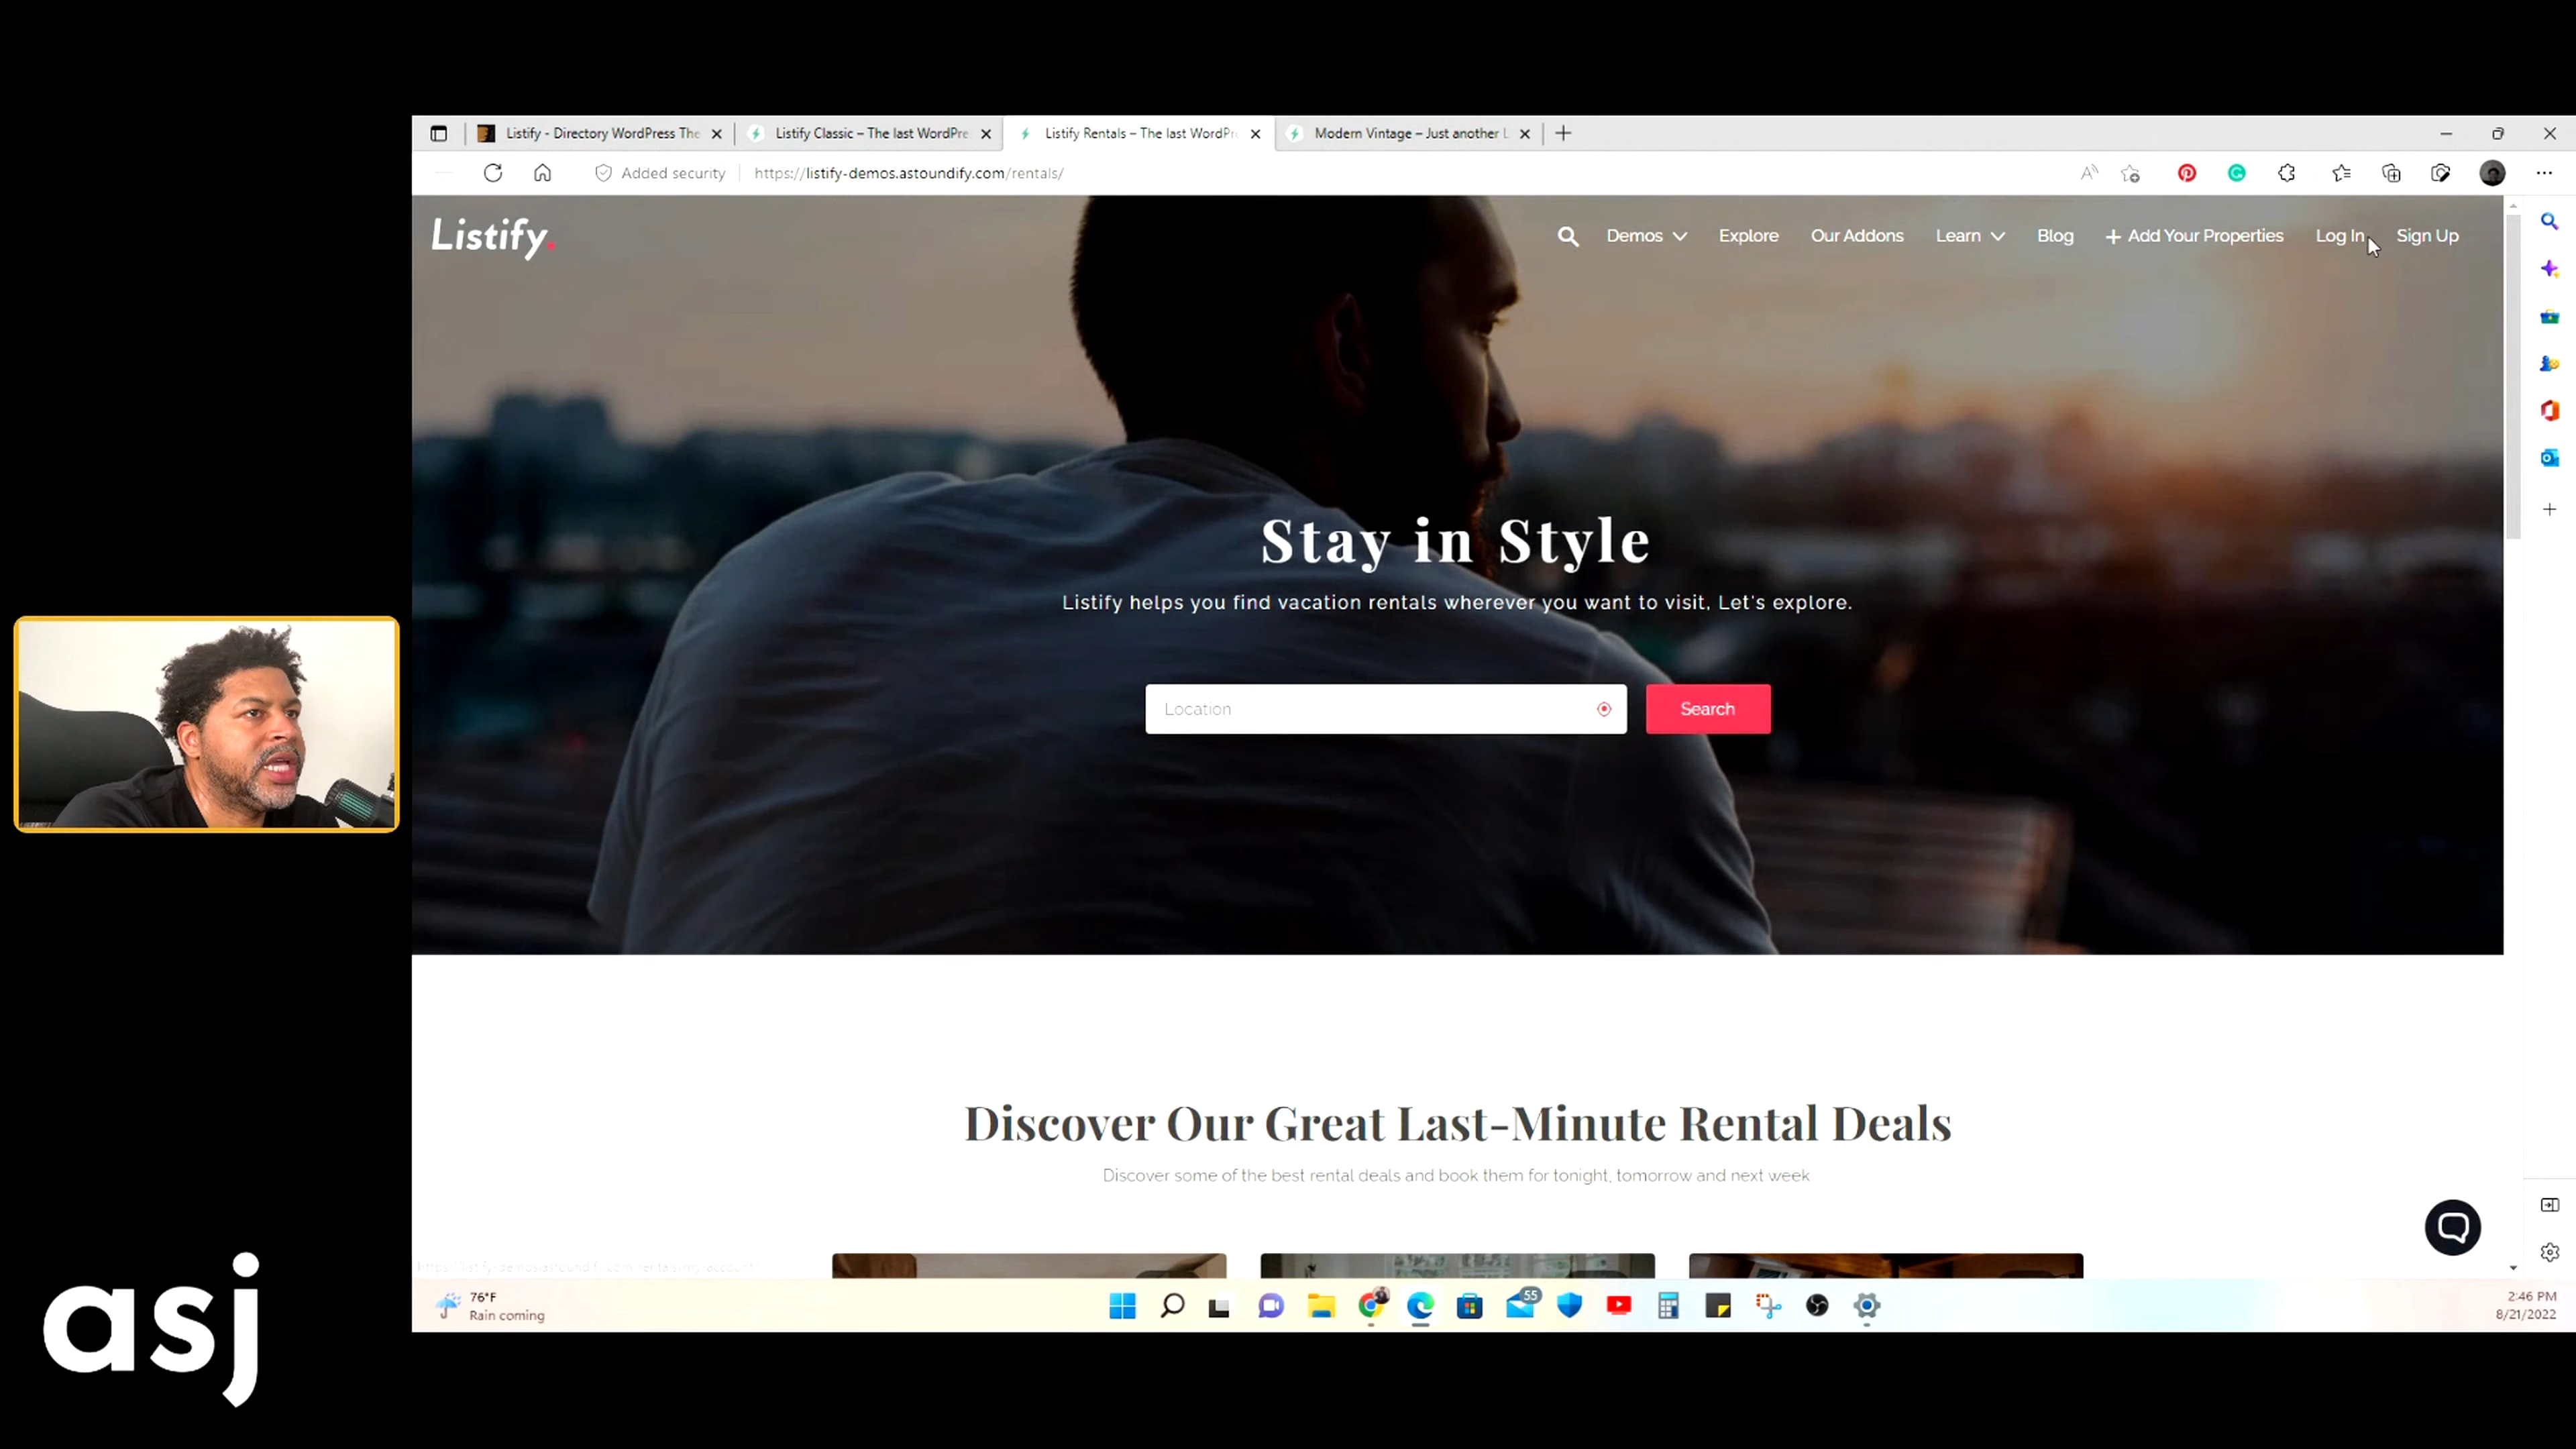 Listify - Directory WordPress The
Listify Classic – The last WordPre
Listify Rentals – The last WordPr
Modern Vintage – Just another L
Added security
https://listify-demos.astoundify.com/rentals/
Listify.
Demos
Explore
Our Addons
Learn
Blog
+ Add Your Properties
Log In
Sign Up
Stay in Style
Listify helps you find vacation rentals wherever you want to visit, Let's explore.
Location
Search
Discover Our Great Last-Minute Rental Deals
Discover some of the best rental deals and book them for tonight, tomorrow and next week
76°F
Rain coming
55
2:46 PM
8/21/2022
asj